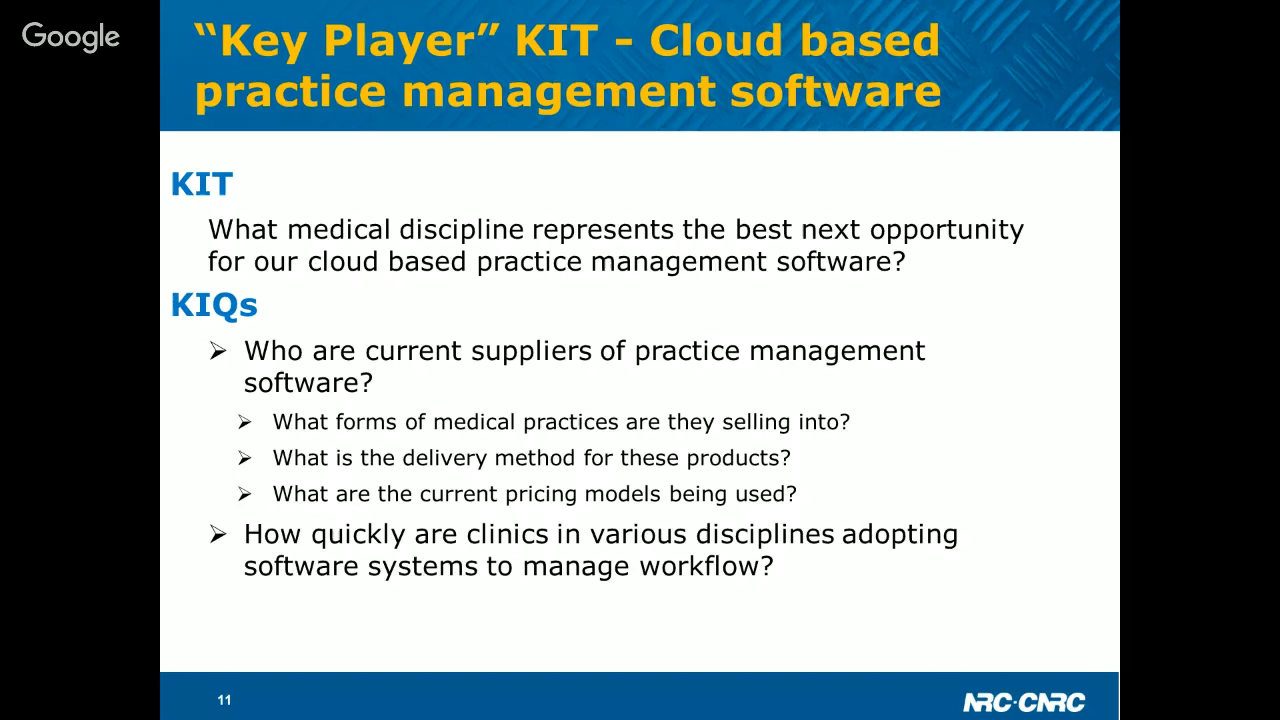 Google
“Key Player” KIT - Cloud based
practice management software
KIT
What medical discipline represents the best next opportunity
for our cloud based practice management software?
KIQs
➢ Who are current suppliers of practice management
software?
➢ What forms of medical practices are they selling into?
➢ What is the delivery method for these products?
➢ What are the current pricing models being used?
➢ How quickly are clinics in various disciplines adopting
software systems to manage workflow?
11
NRC·CNRC